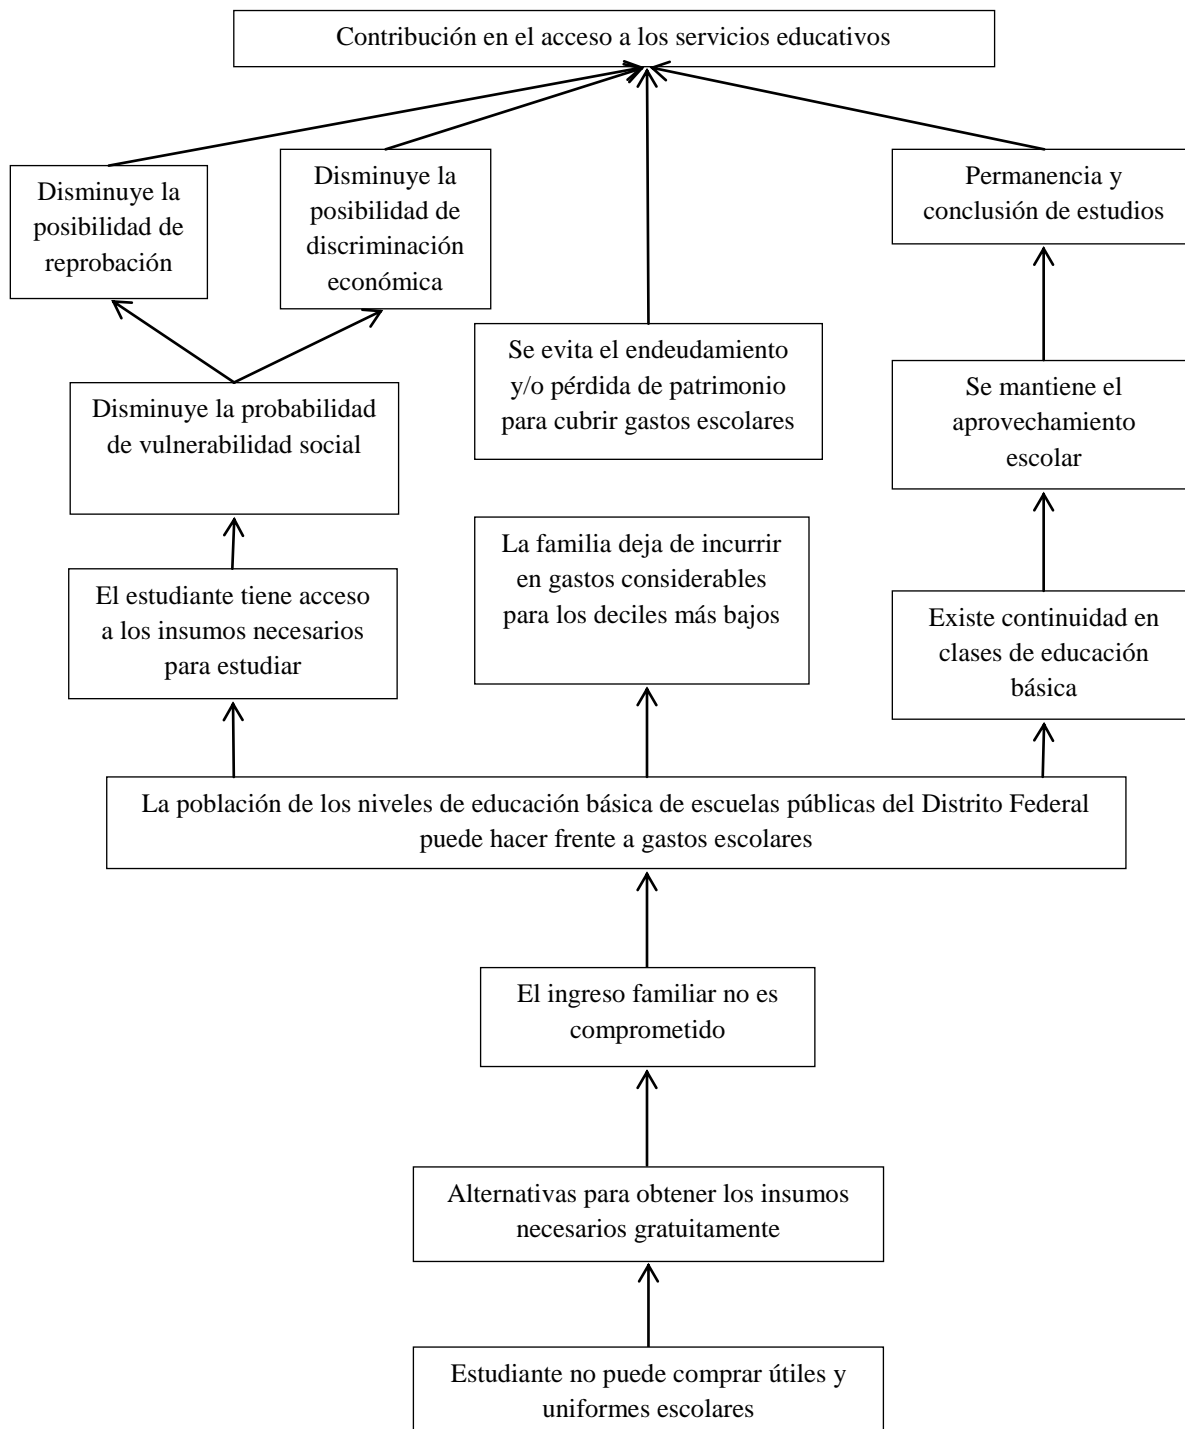 Contribución en el acceso a los servicios educativos
Disminuye la
posibilidad de
reprobación
Disminuye la
posibilidad de
discriminación
económica
Permanencia y
conclusión de estudios
Se evita el endeudamiento
y/o pérdida de patrimonio
para cubrir gastos escolares
Disminuye la probabilidad
de vulnerabilidad social
Se mantiene el
aprovechamiento
escolar
La familia deja de incurrir
en gastos considerables
para los deciles más bajos
El estudiante tiene acceso
a los insumos necesarios
para estudiar
Existe continuidad en
clases de educación
básica
La población de los niveles de educación básica de escuelas públicas del Distrito Federal
puede hacer frente a gastos escolares
El ingreso familiar no es
comprometido
Alternativas para obtener los insumos
necesarios gratuitamente
Estudiante no puede comprar útiles y
uniformes escolares